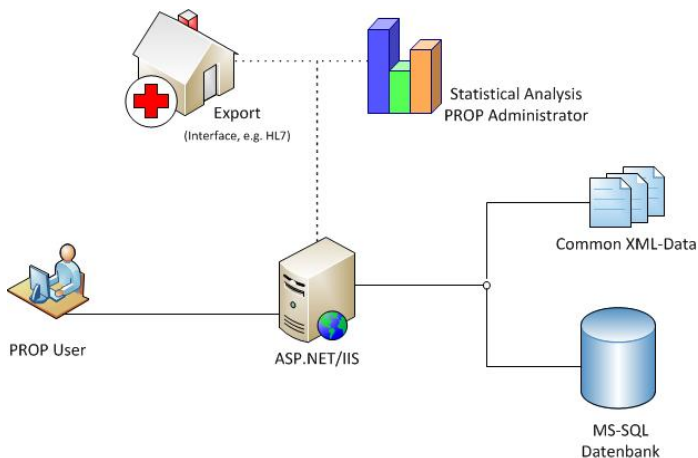 Export
(Interface, e.g. HL7)
Statistical Analysis
PROP Administrator
Common XML-Data
PROP User
ASP.NET/IIS
MS-SQL
Datenbank